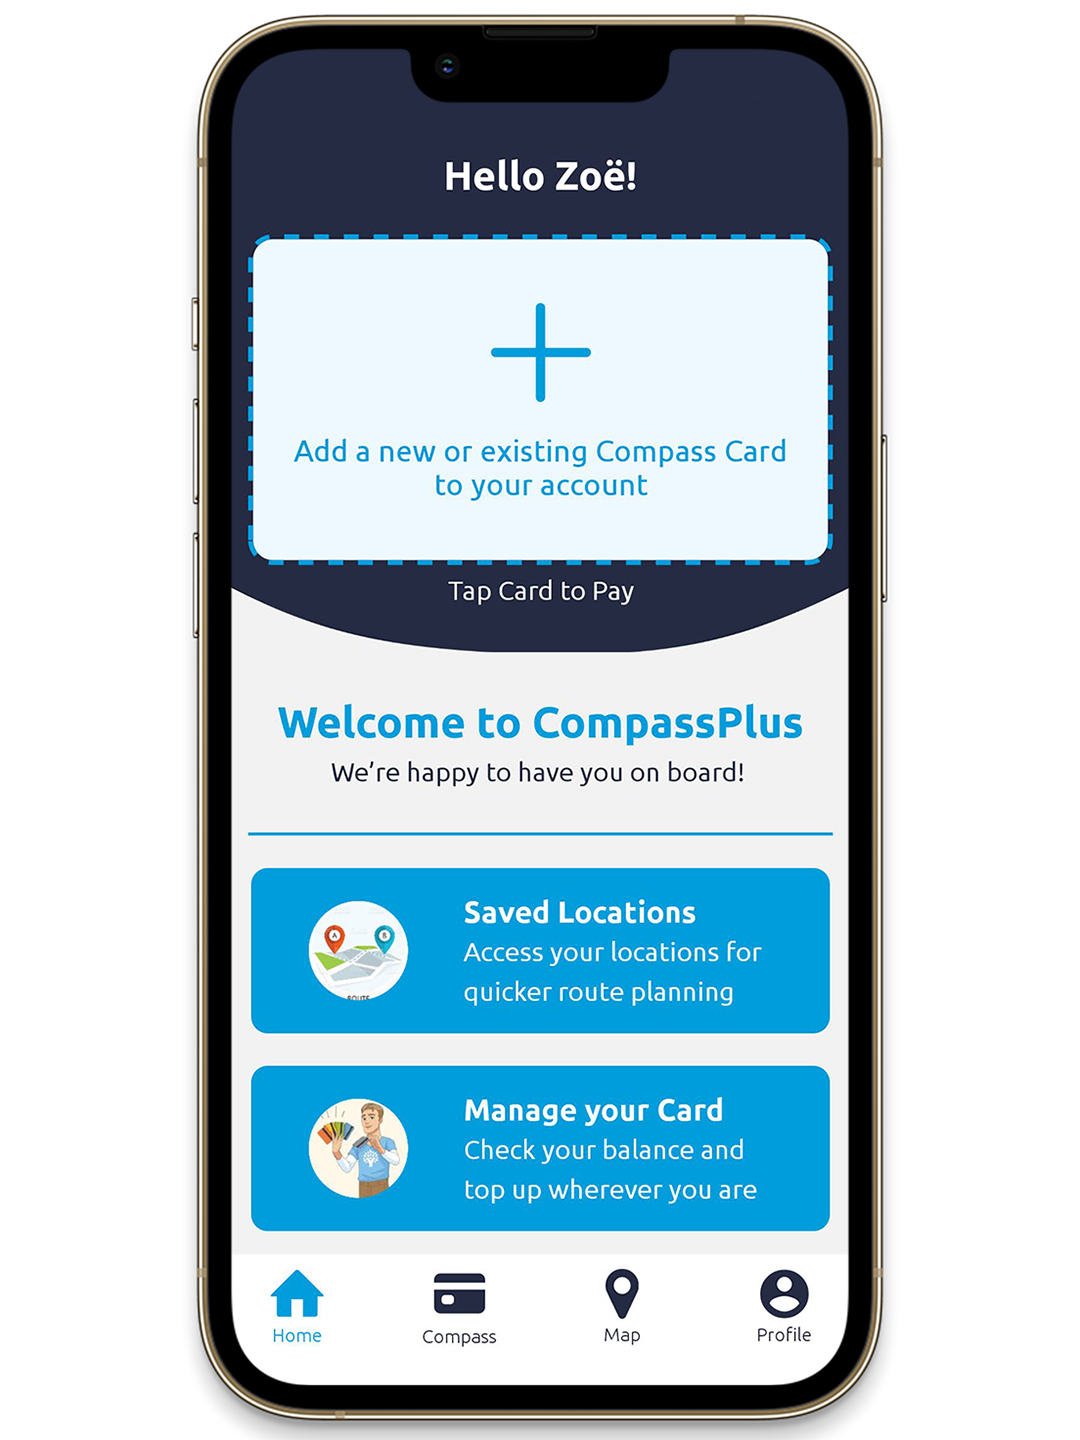 Hello Zoë!
Add a new or existing Compass Card
to your account
Tap Card to Pay
Welcome to CompassPlus
We’re happy to have you on board!
A
B
ROUTE
Saved Locations
Access your locations for
quicker route planning
Manage your Card
Check your balance and
top up wherever you are
Home
Compass
Map
Profile